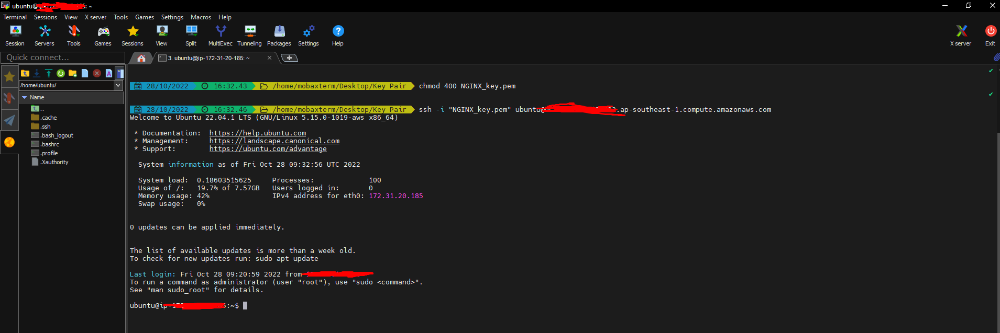 ubuntu@ip-172- : ~
Terminal Sessions View X server Tools Games Settings Macros Help
Session Servers Tools Games Sessions View Split MultiExec Tunneling Packages Settings Help X server Exit
Quick connect...
3. ubuntu@ip-172-31-20-185: ~
/home/ubuntu/
Name
..
.cache
.ssh
.bash_logout
.bashrc
.profile
.Xauthority
28/10/2022 16:32.43 /home/mobaxterm/Desktop/Key Pair chmod 400 NGINX_key.pem
28/10/2022 16:32.46 /home/mobaxterm/Desktop/Key Pair ssh -i "NGINX_key.pem" ubuntu@ .ap-southeast-1.compute.amazonaws.com
Welcome to Ubuntu 22.04.1 LTS (GNU/Linux 5.15.0-1019-aws x86_64)
* Documentation: https://help.ubuntu.com
* Management: https://landscape.canonical.com
* Support: https://ubuntu.com/advantage
System information as of Fri Oct 28 09:32:56 UTC 2022
System load: 0.18603515625 Processes: 100
Usage of /: 19.7% of 7.57GB Users logged in: 0
Memory usage: 42% IPv4 address for eth0: 172.31.20.185
Swap usage: 0%
0 updates can be applied immediately.
The list of available updates is more than a week old.
To check for new updates run: sudo apt update
Last login: Fri Oct 28 09:20:59 2022 from
To run a command as administrator (user "root"), use "sudo <command>".
See "man sudo_root" for details.
ubuntu@ip- :~$